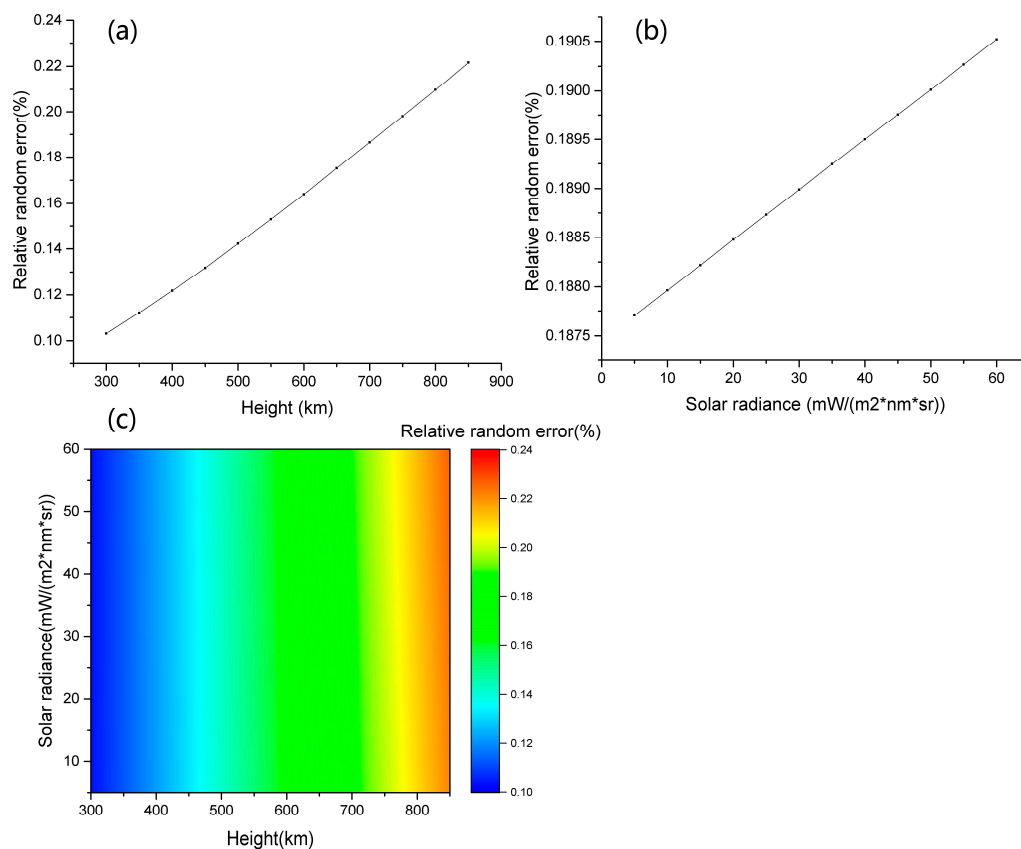 (a)
Relative random error(%)
0.24
0.22
0.20
0.18
0.16
0.14
0.12
0.10
300 400 500 600 700 800 900
Height (km)
(b)
Relative random error(%)
0.1905
0.1900
0.1895
0.1890
0.1885
0.1880
0.1875
0 10 20 30 40 50 60
Solar radiance (mW/(m2*nm*sr))
(c)
Relative random error(%)
Solar radiance(mW/(m2*nm*sr))
60
50
40
30
20
10
300 400 500 600 700 800
Height(km)
0.24
0.22
0.20
0.18
0.16
0.14
0.12
0.10